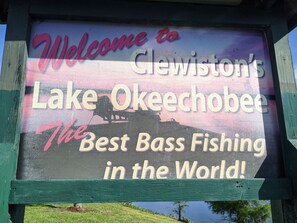 Welcome to
Clewiston's
Lake Okeechobee
The Best Bass Fishing
in the World!